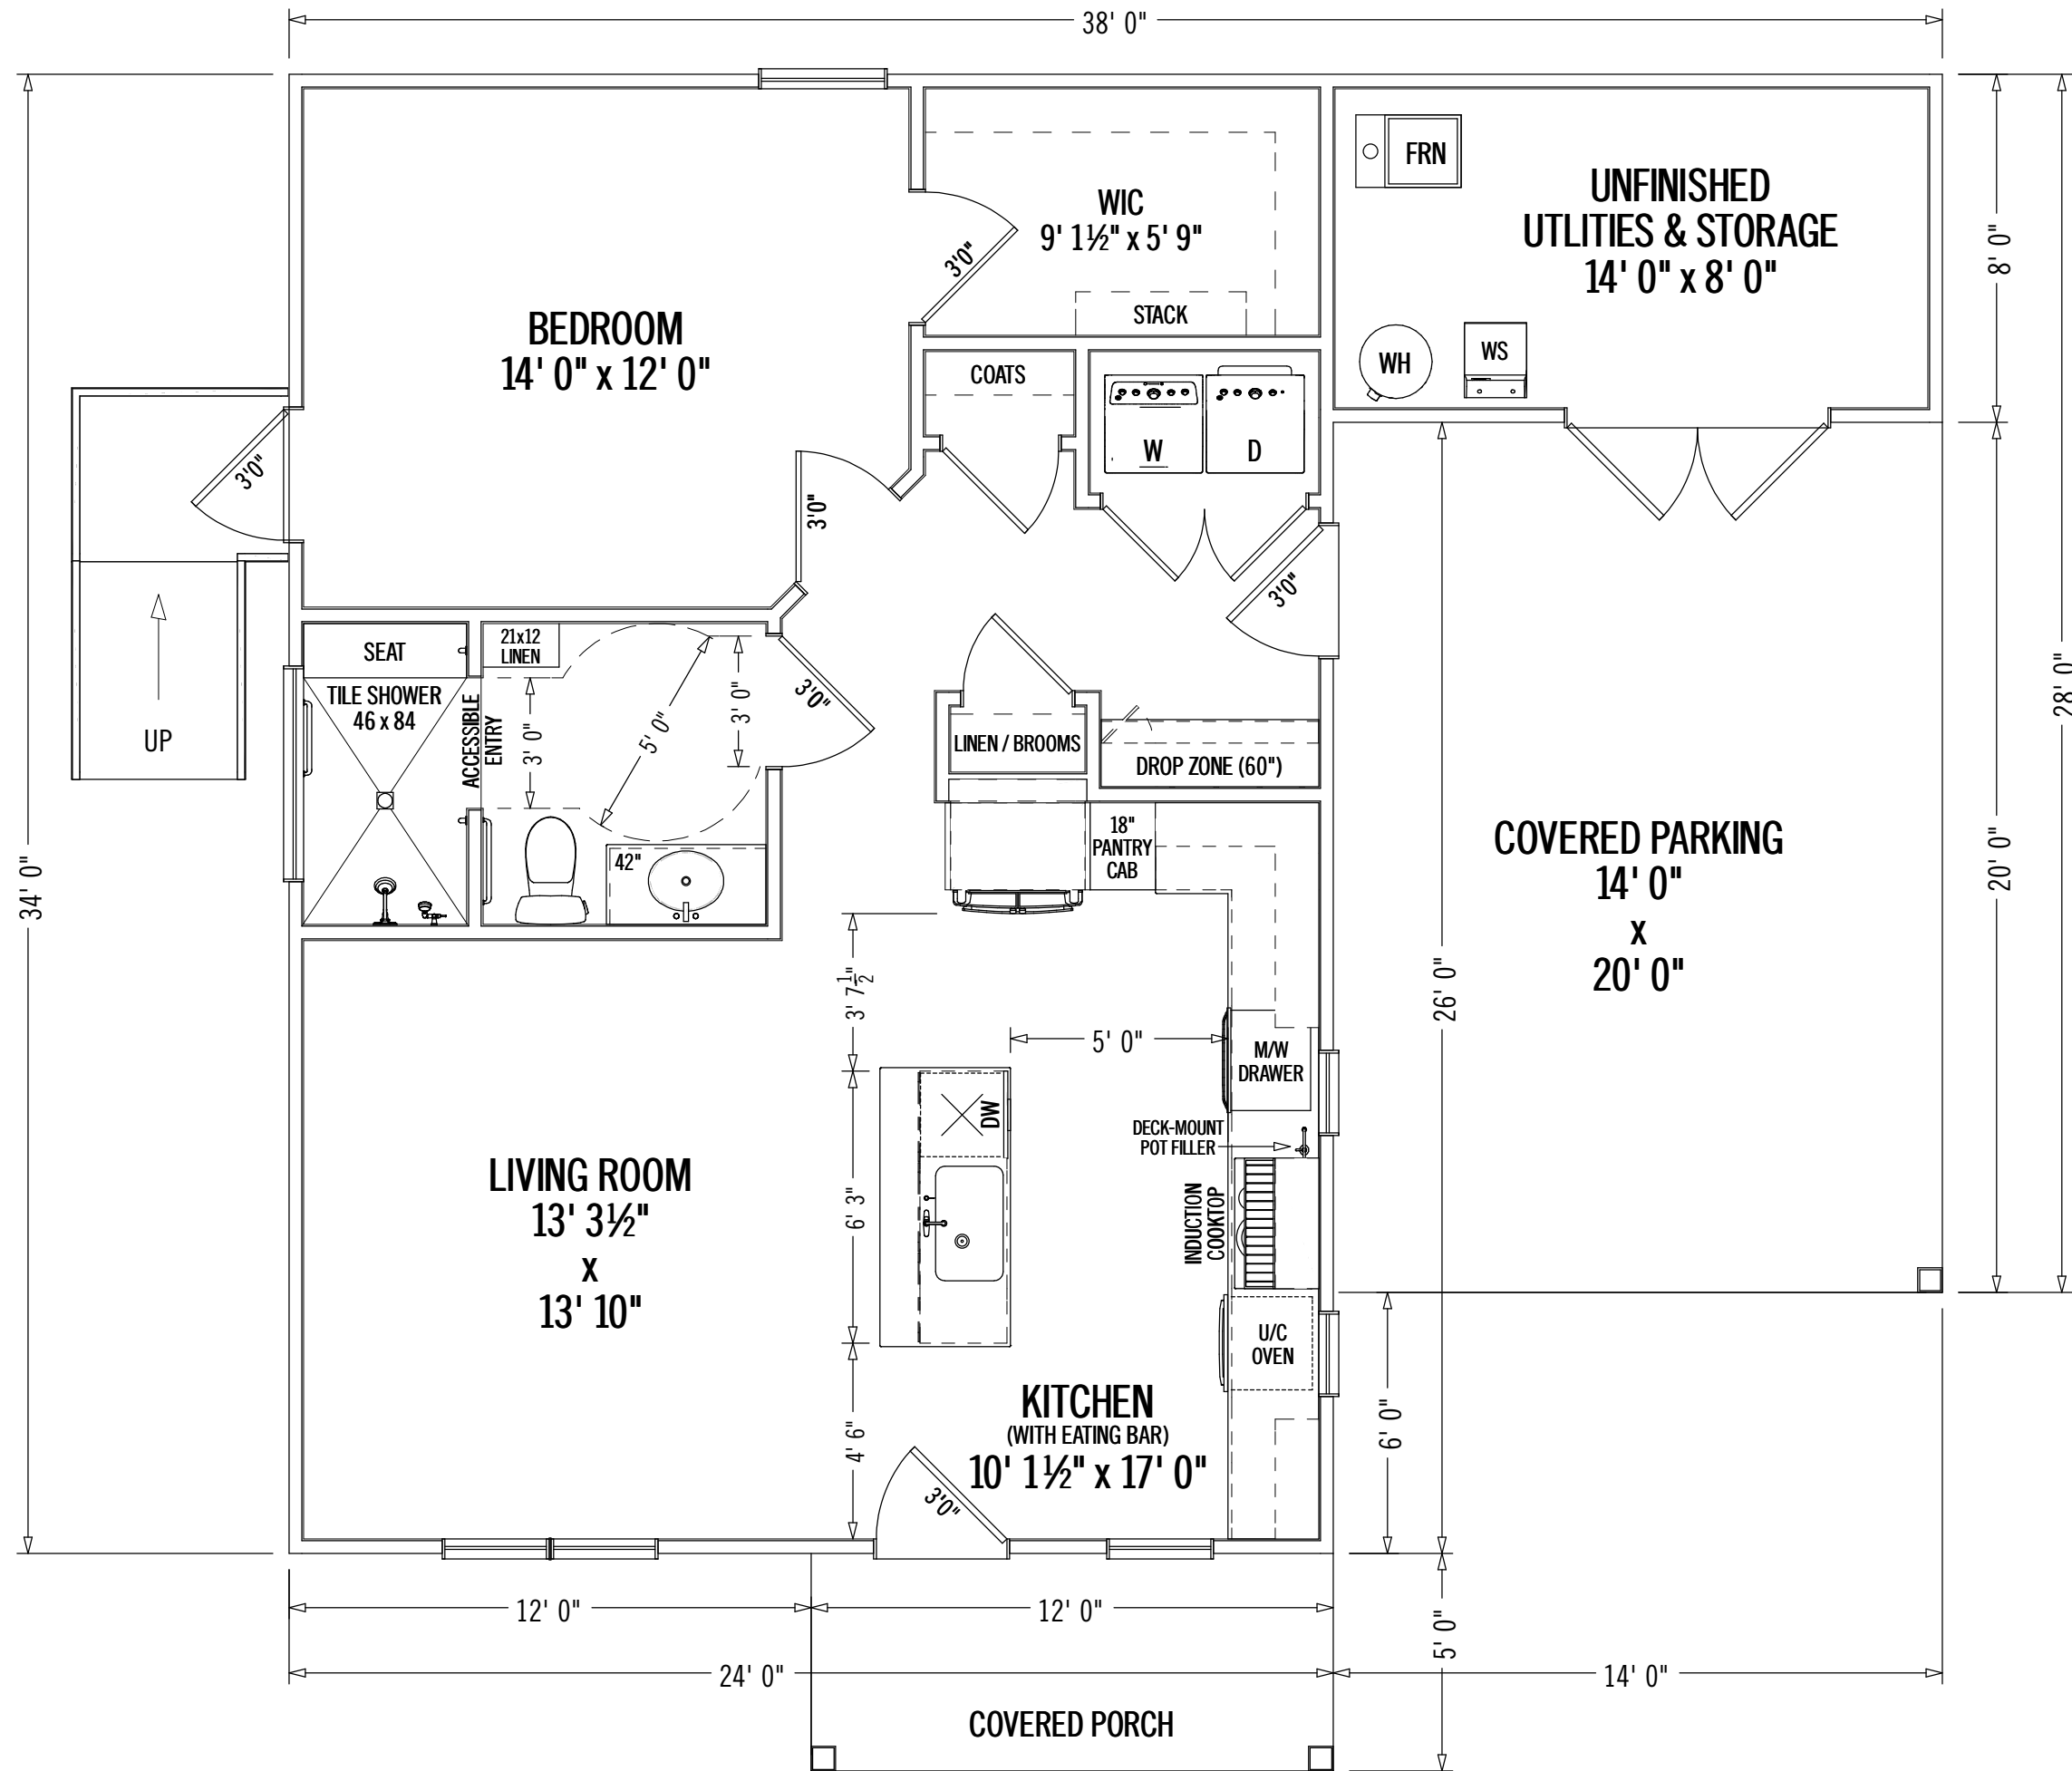 38' 0"
FRN
UNFINISHED
UTLITIES & STORAGE
14' 0" x 8' 0"
WIC
9' 1½" x 5' 9"
3'0"
STACK
8' 0"
BEDROOM
14' 0" x 12' 0"
WH
WS
COATS
W
D
3'0"
3'0"
3'0"
SEAT
21x12
LINEN
TILE SHOWER
46 x 84
ACCESSIBLE
ENTRY
3' 0"
5' 0"
3' 0"
3'0"
UP
LINEN / BROOMS
DROP ZONE (60")
28' 0"
34' 0"
42"
18"
PANTRY
CAB
COVERED PARKING
14' 0"
x
20' 0"
20' 0"
26' 0"
3' 7½"
5' 0"
M/W
DRAWER
DW
DECK-MOUNT
POT FILLER
LIVING ROOM
13' 3½"
x
13' 10"
6' 3"
INDUCTION
COOKTOP
U/C
OVEN
KITCHEN
(WITH EATING BAR)
10' 1½" x 17' 0"
4' 6"
3'0"
6' 0"
12' 0"
12' 0"
5' 0"
24' 0"
14' 0"
COVERED PORCH